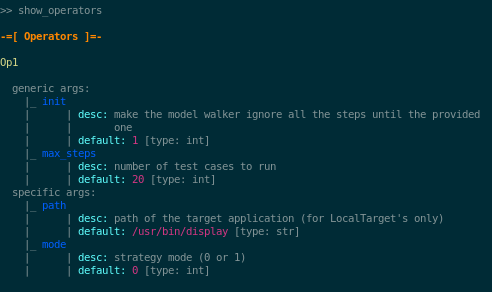 >> show_operators
-=[ Operators ]=-
Op1
generic args:
|_ init
| | desc: make the model walker ignore all the steps until the provided
| | one
| | default: 1 [type: int]
|_ max_steps
| | desc: number of test cases to run
| | default: 20 [type: int]
specific args:
|_ path
| | desc: path of the target application (for LocalTarget's only)
| | default: /usr/bin/display [type: str]
|_ mode
| | desc: strategy mode (0 or 1)
| | default: 0 [type: int]